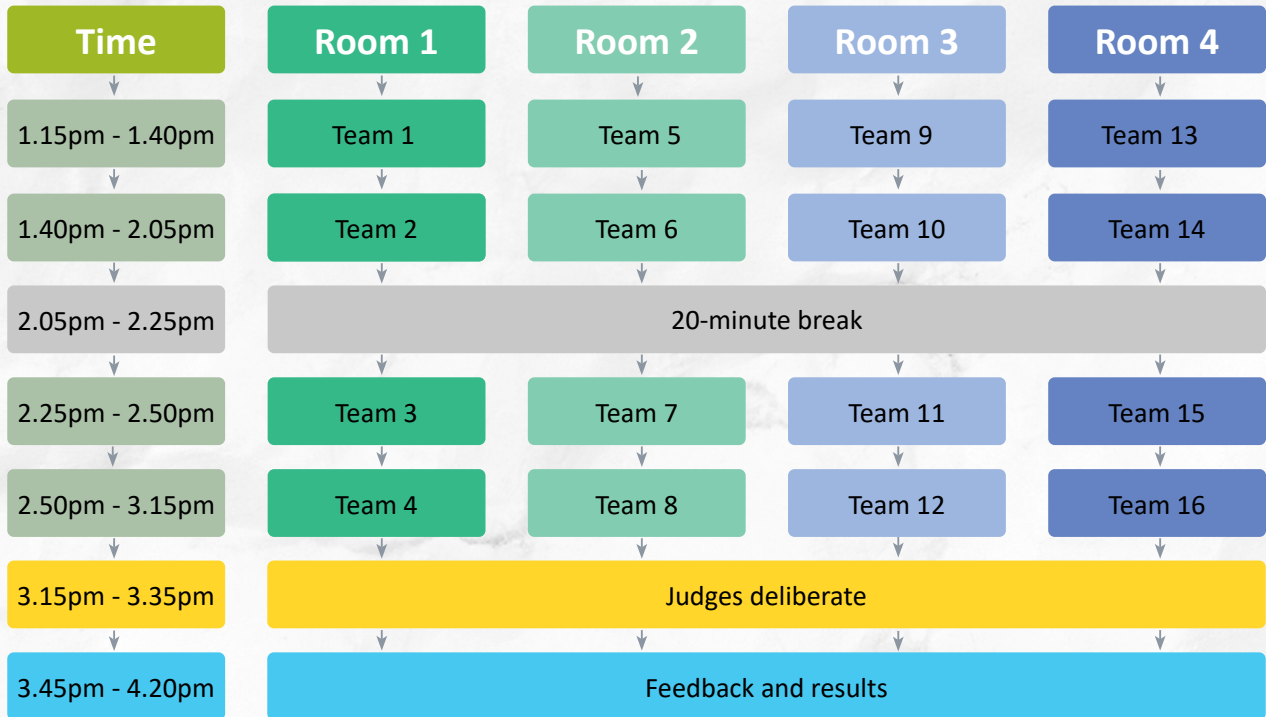 Time Room 1 Room 2 Room 3 Room 4
1.15pm - 1.40pm Team 1 Team 5 Team 9 Team 13
1.40pm - 2.05pm Team 2 Team 6 Team 10 Team 14
2.05pm - 2.25pm 20-minute break
2.25pm - 2.50pm Team 3 Team 7 Team 11 Team 15
2.50pm - 3.15pm Team 4 Team 8 Team 12 Team 16
3.15pm - 3.35pm Judges deliberate
3.45pm - 4.20pm Feedback and results